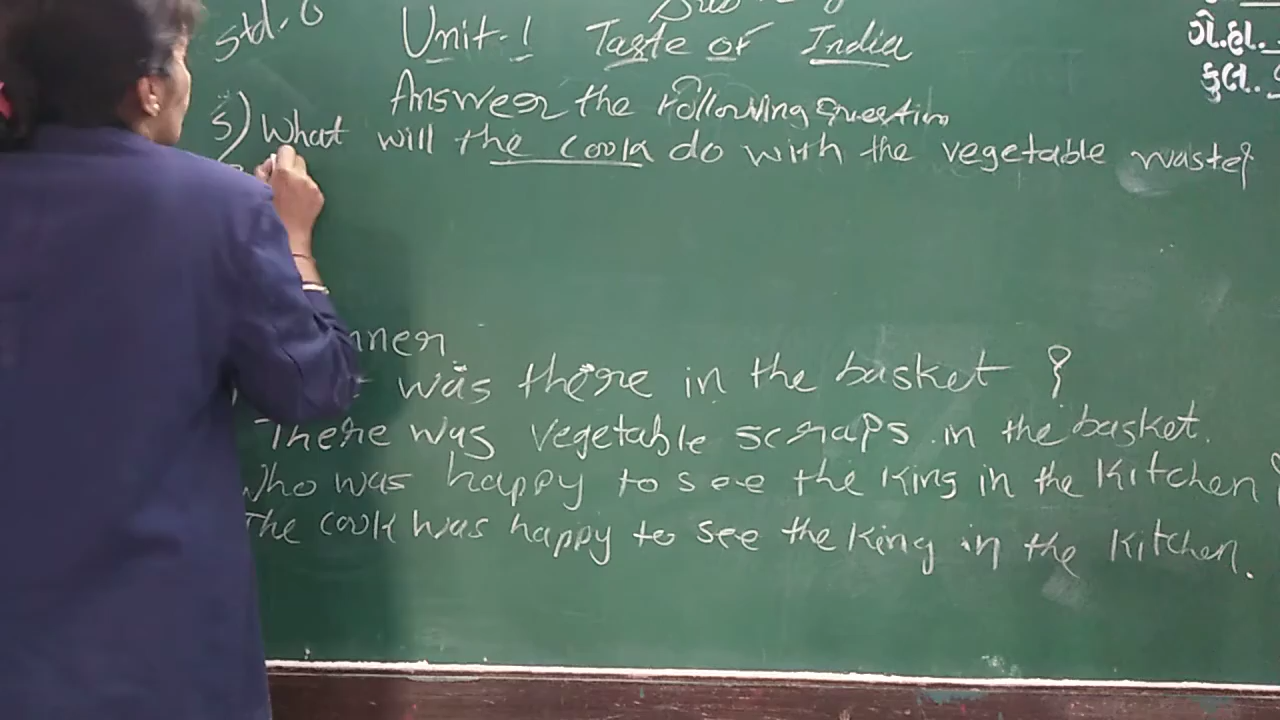 Std. 6
Unit-1 Taste of India
Answer the Following Question
5) What will the cook do with the vegetable waste?
nner
was there in the basket ?
There was vegetable scraps in the basket.
Who was happy to see the King in the Kitchen ?
The cook was happy to see the King in the Kitchen.
ગે.હા.
કુલ.